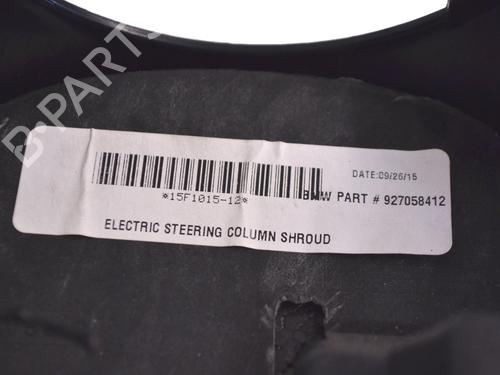 DATE:09/26/15
*15F1015-12*
BMW PART # 927058412
ELECTRIC STEERING COLUMN SHROUD
B-PARTS